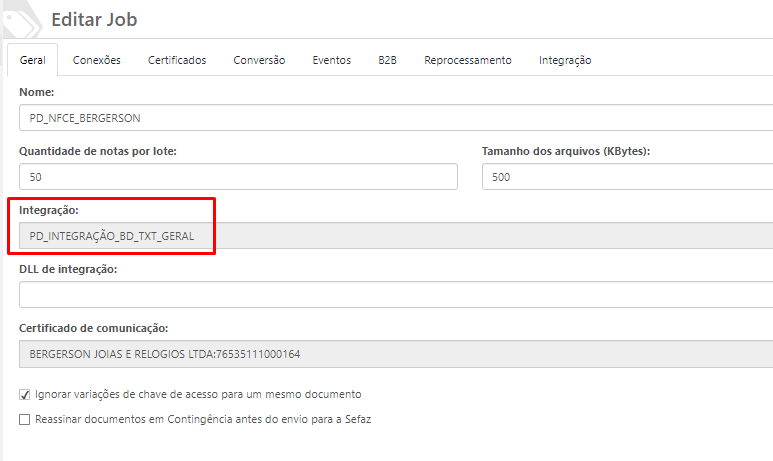 Editar Job
Geral Conexões Certificados Conversão Eventos B2B Reprocessamento Integração
Nome:
PD_NFCE_BERGERSON
Quantidade de notas por lote: Tamanho dos arquivos (KBytes):
50 500
Integração:
PD_INTEGRAÇÃO_BD_TXT_GERAL
DLL de integração:
Certificado de comunicação:
BERGERSON JOIAS E RELOGIOS LTDA:76535111000164
Ignorar variações de chave de acesso para um mesmo documento
Reassinar documentos em Contingência antes do envio para a Sefaz